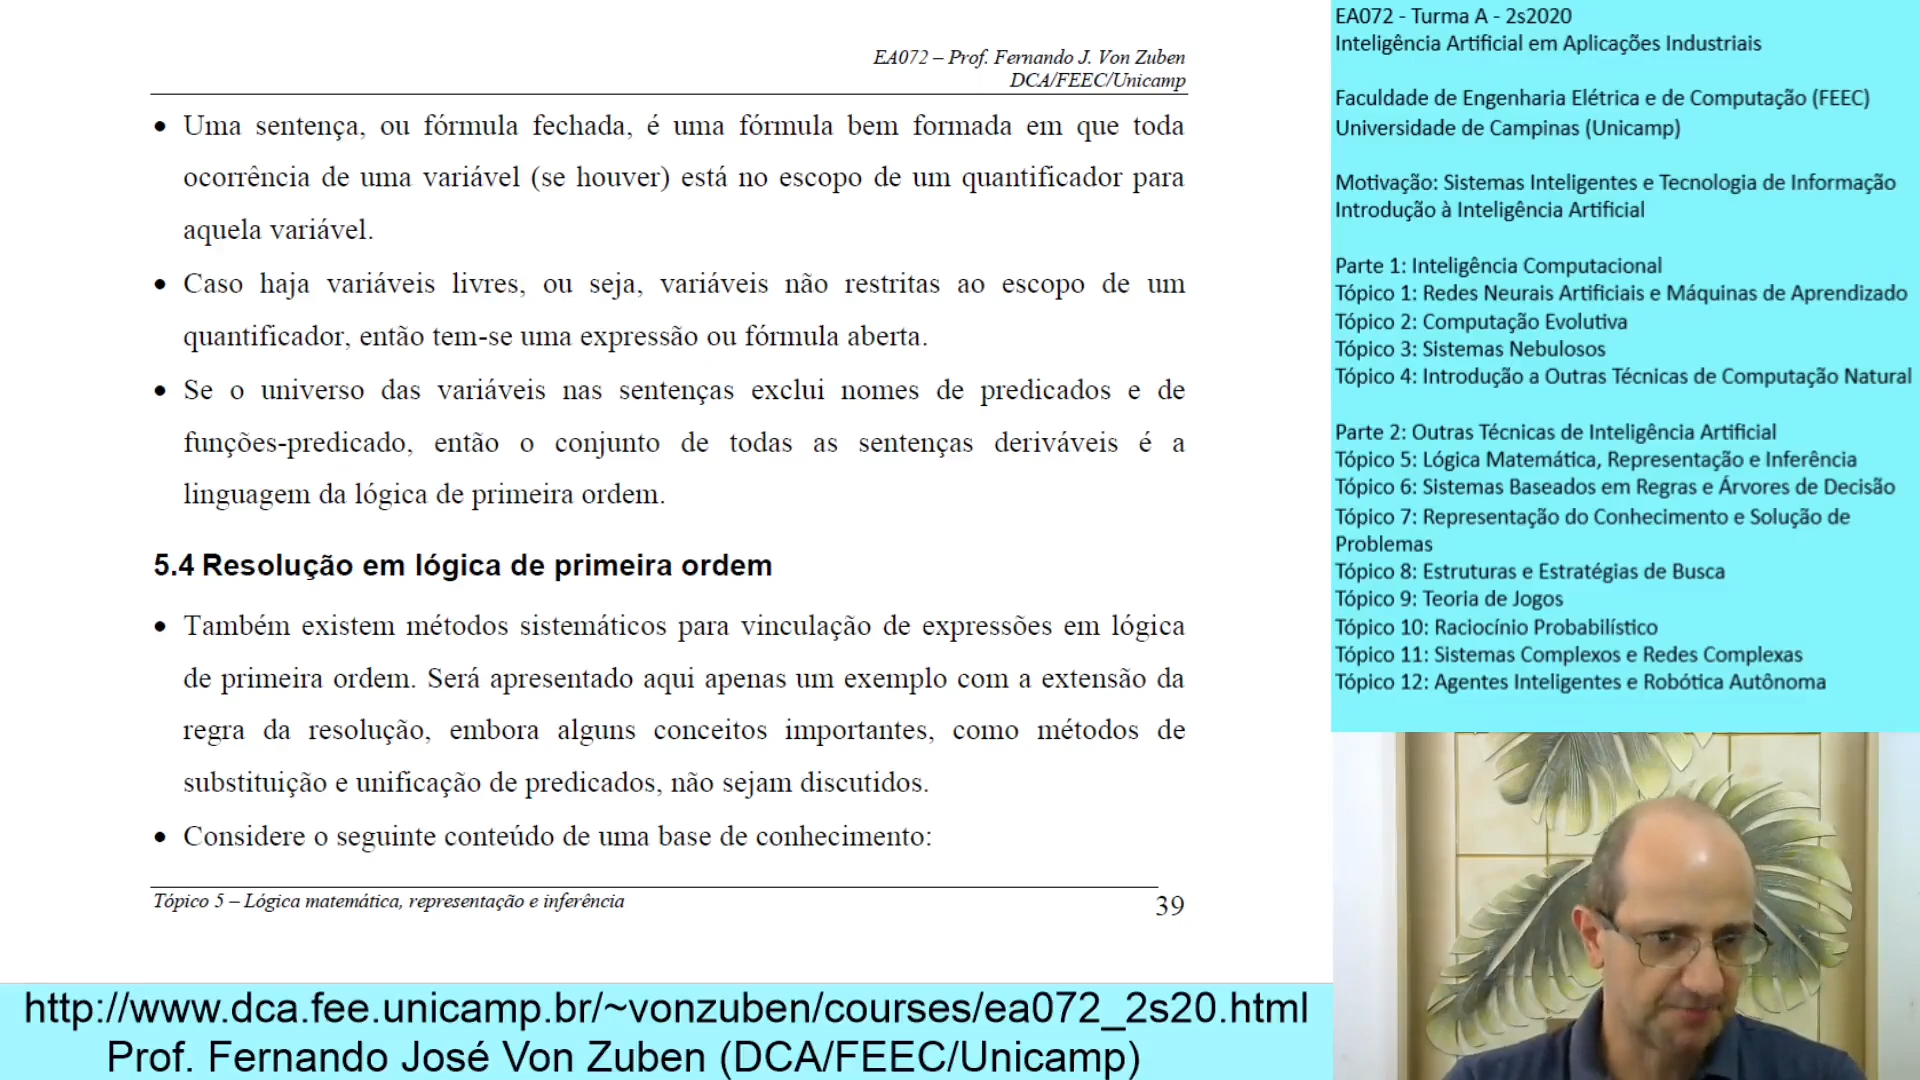 EA072 – Prof. Fernando J. Von Zuben
DCA/FEEC/Unicamp
• Uma sentença, ou fórmula fechada, é uma fórmula bem formada em que toda
ocorrência de uma variável (se houver) está no escopo de um quantificador para
aquela variável.
• Caso haja variáveis livres, ou seja, variáveis não restritas ao escopo de um
quantificador, então tem-se uma expressão ou fórmula aberta.
• Se o universo das variáveis nas sentenças exclui nomes de predicados e de
funções-predicado, então o conjunto de todas as sentenças deriváveis é a
linguagem da lógica de primeira ordem.
5.4 Resolução em lógica de primeira ordem
• Também existem métodos sistemáticos para vinculação de expressões em lógica
de primeira ordem. Será apresentado aqui apenas um exemplo com a extensão da
regra da resolução, embora alguns conceitos importantes, como métodos de
substituição e unificação de predicados, não sejam discutidos.
• Considere o seguinte conteúdo de uma base de conhecimento:
Tópico 5 – Lógica matemática, representação e inferência
39
http://www.dca.fee.unicamp.br/~vonzuben/courses/ea072_2s20.html
Prof. Fernando José Von Zuben (DCA/FEEC/Unicamp)
EA072 - Turma A - 2s2020
Inteligência Artificial em Aplicações Industriais
Faculdade de Engenharia Elétrica e de Computação (FEEC)
Universidade de Campinas (Unicamp)
Motivação: Sistemas Inteligentes e Tecnologia de Informação
Introdução à Inteligência Artificial
Parte 1: Inteligência Computacional
Tópico 1: Redes Neurais Artificiais e Máquinas de Aprendizado
Tópico 2: Computação Evolutiva
Tópico 3: Sistemas Nebulosos
Tópico 4: Introdução a Outras Técnicas de Computação Natural
Parte 2: Outras Técnicas de Inteligência Artificial
Tópico 5: Lógica Matemática, Representação e Inferência
Tópico 6: Sistemas Baseados em Regras e Árvores de Decisão
Tópico 7: Representação do Conhecimento e Solução de
Problemas
Tópico 8: Estruturas e Estratégias de Busca
Tópico 9: Teoria de Jogos
Tópico 10: Raciocínio Probabilístico
Tópico 11: Sistemas Complexos e Redes Complexas
Tópico 12: Agentes Inteligentes e Robótica Autônoma